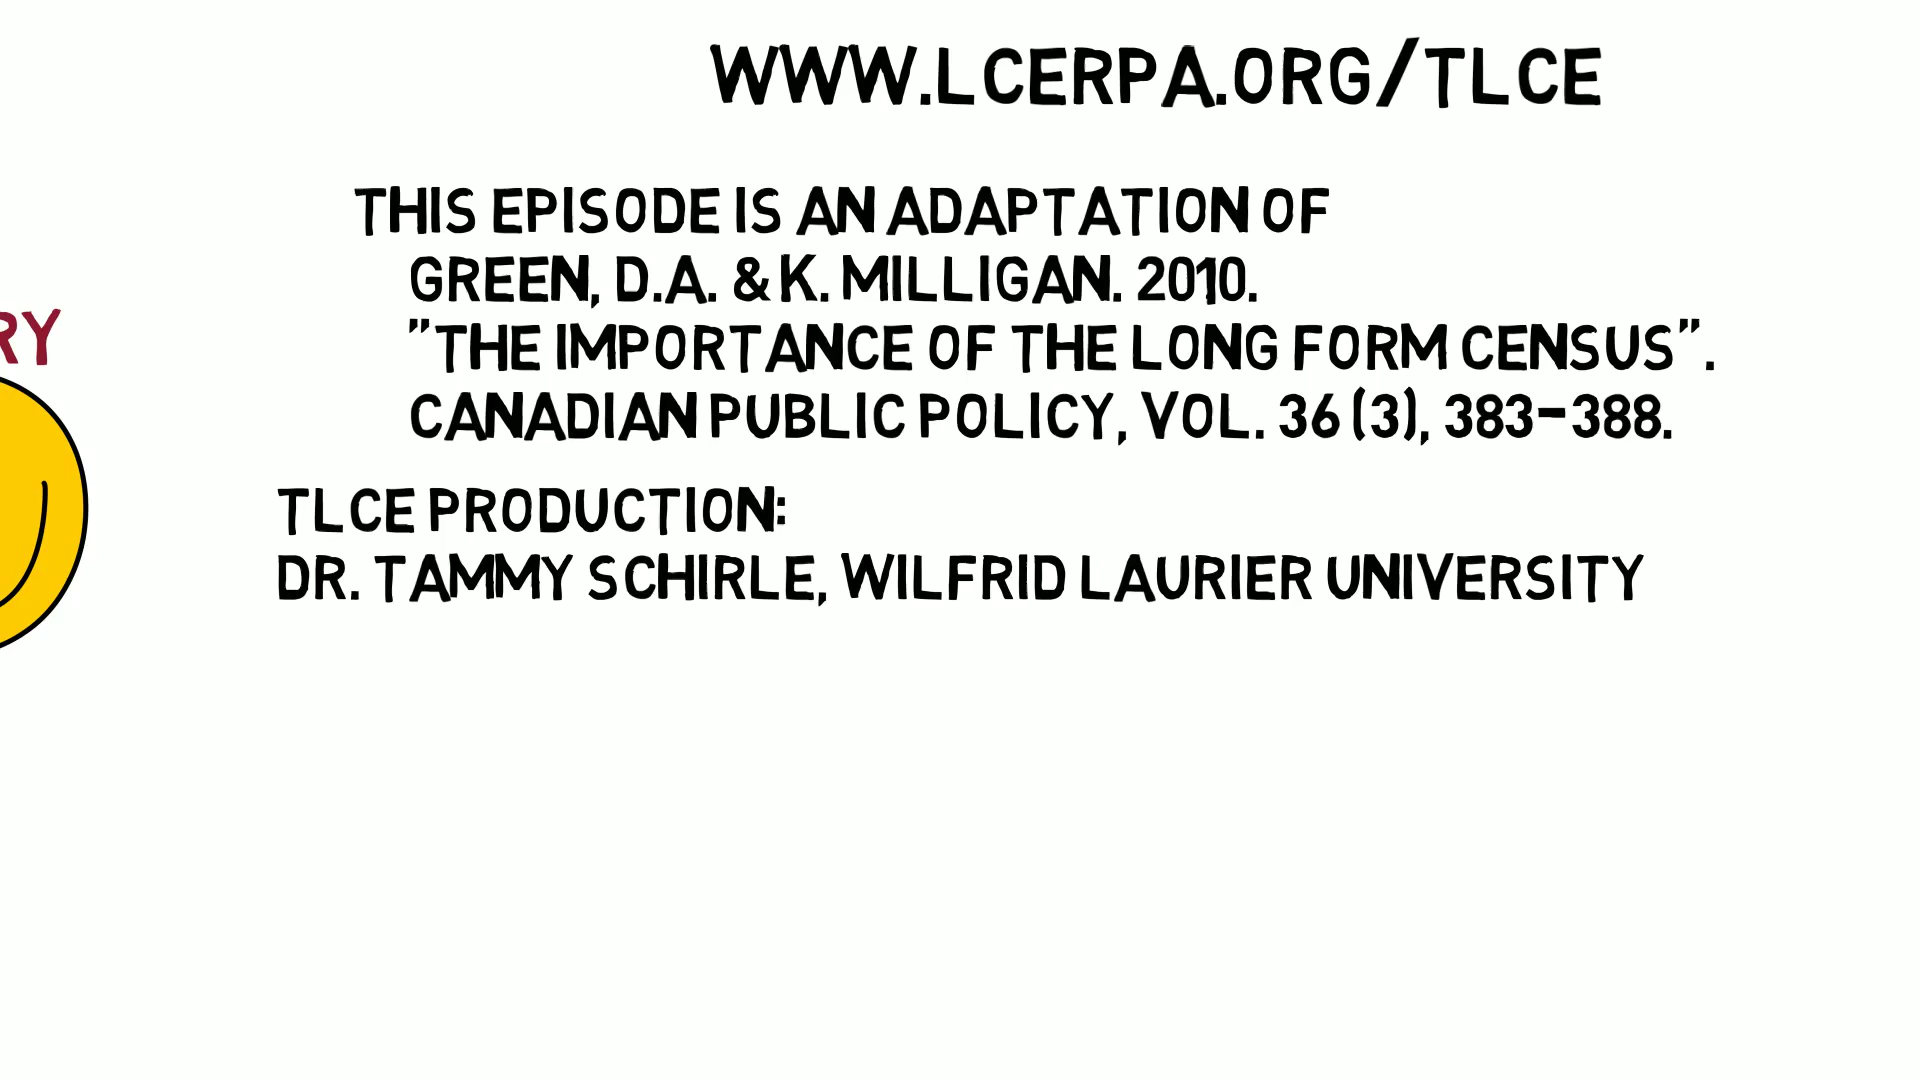 WWW.LCERPA.ORG/TLCE
THIS EPISODE IS AN ADAPTATION OF
GREEN, D.A. & K. MILLIGAN. 2010.
"THE IMPORTANCE OF THE LONG FORM CENSUS".
RY
CANADIAN PUBLIC POLICY, VOL. 36 (3), 383-388.
TLCE PRODUCTION:
DR. TAMMY SCHIRLE, WILFRID LAURIER UNIVERSITY